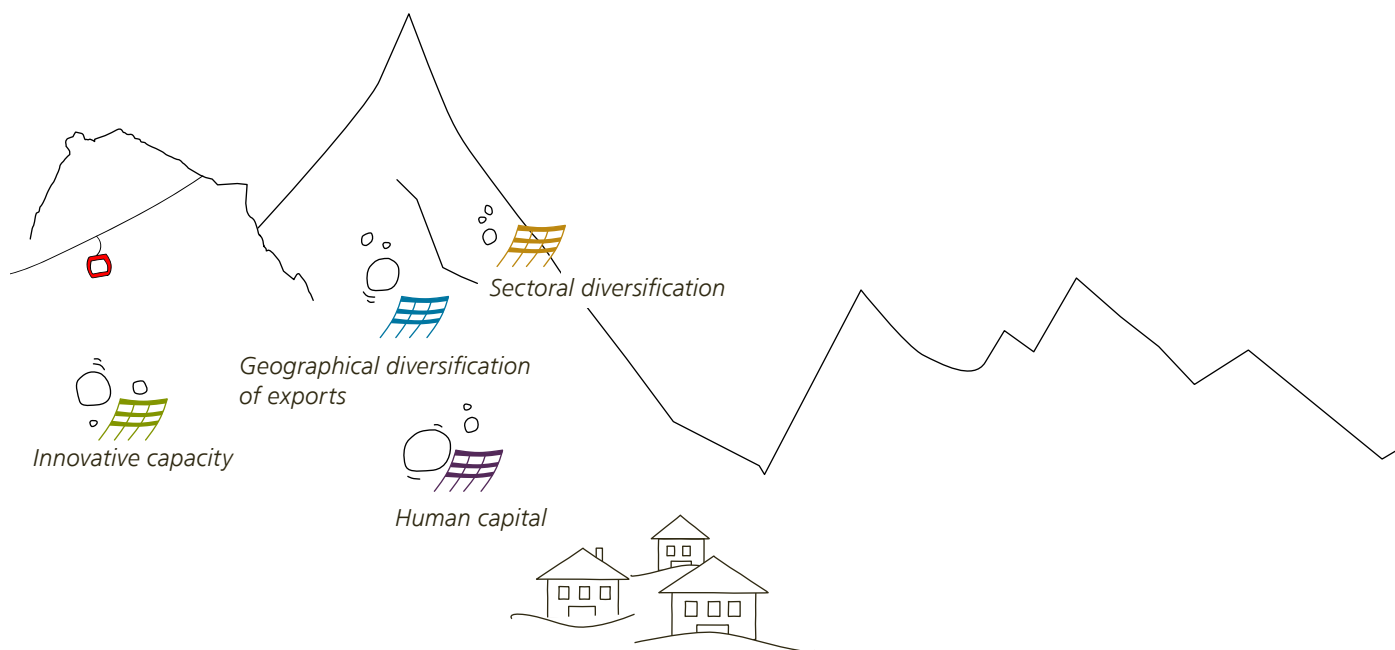 Sectoral diversification
Geographical diversification
of exports
Innovative capacity
Human capital